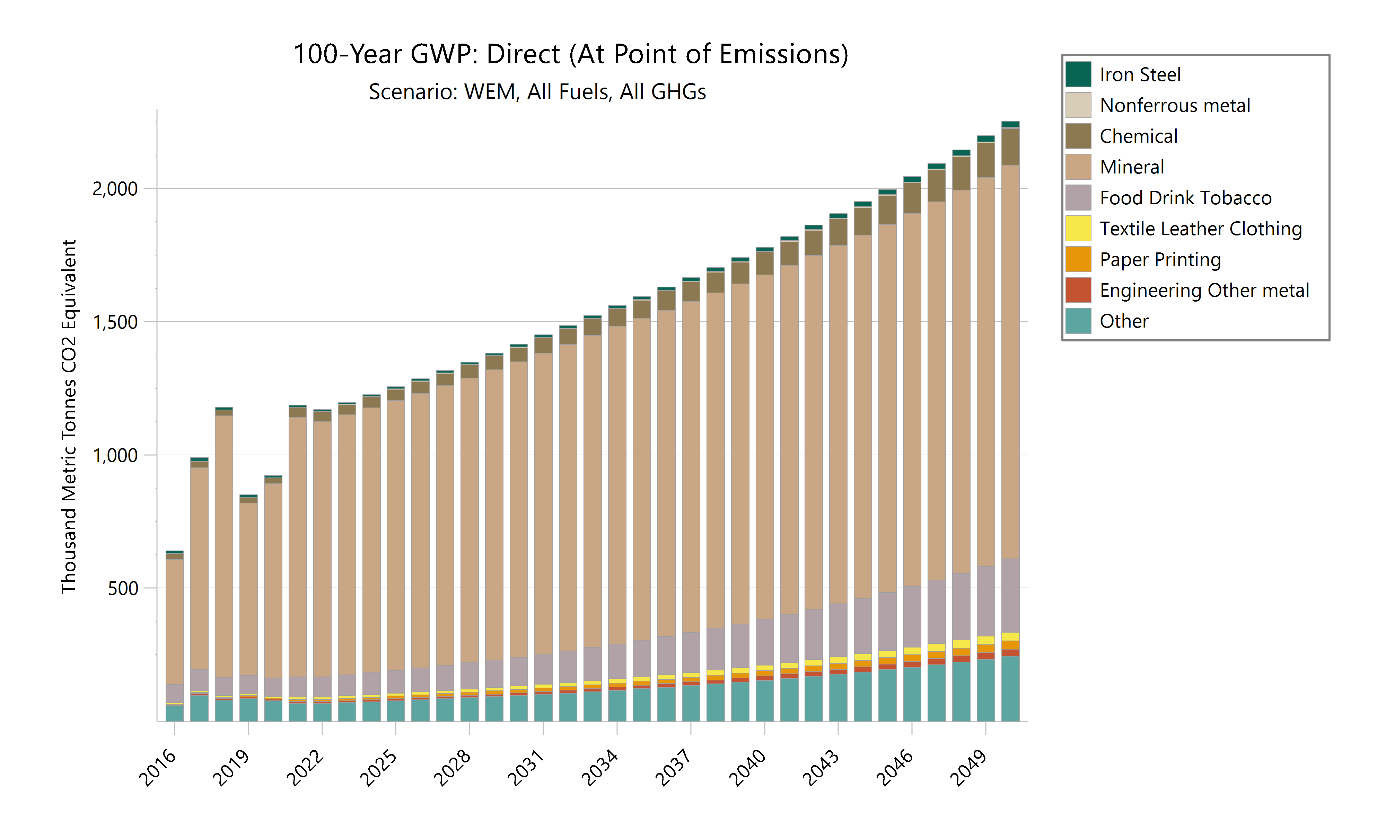 100-Year GWP: Direct (At Point of Emissions)
Scenario: WEM, All Fuels, All GHGs
Thousand Metric Tonnes CO2 Equivalent
2,000
1,500
1,000
500
2016
2019
2022
2025
2028
2031
2034
2037
2040
2043
2046
2049
Iron Steel
Nonferrous metal
Chemical
Mineral
Food Drink Tobacco
Textile Leather Clothing
Paper Printing
Engineering Other metal
Other